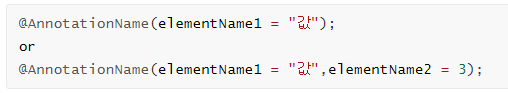 @AnnotationName(elementName1 = "값");
or
@AnnotationName(elementName1 = "값",elementName2 = 3);